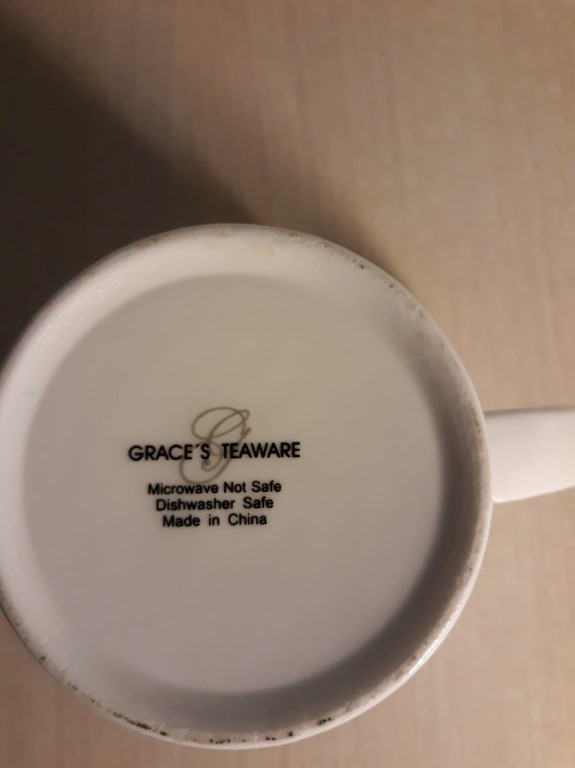 G
GRACE´S TEAWARE
Microwave Not Safe
Dishwasher Safe
Made in China